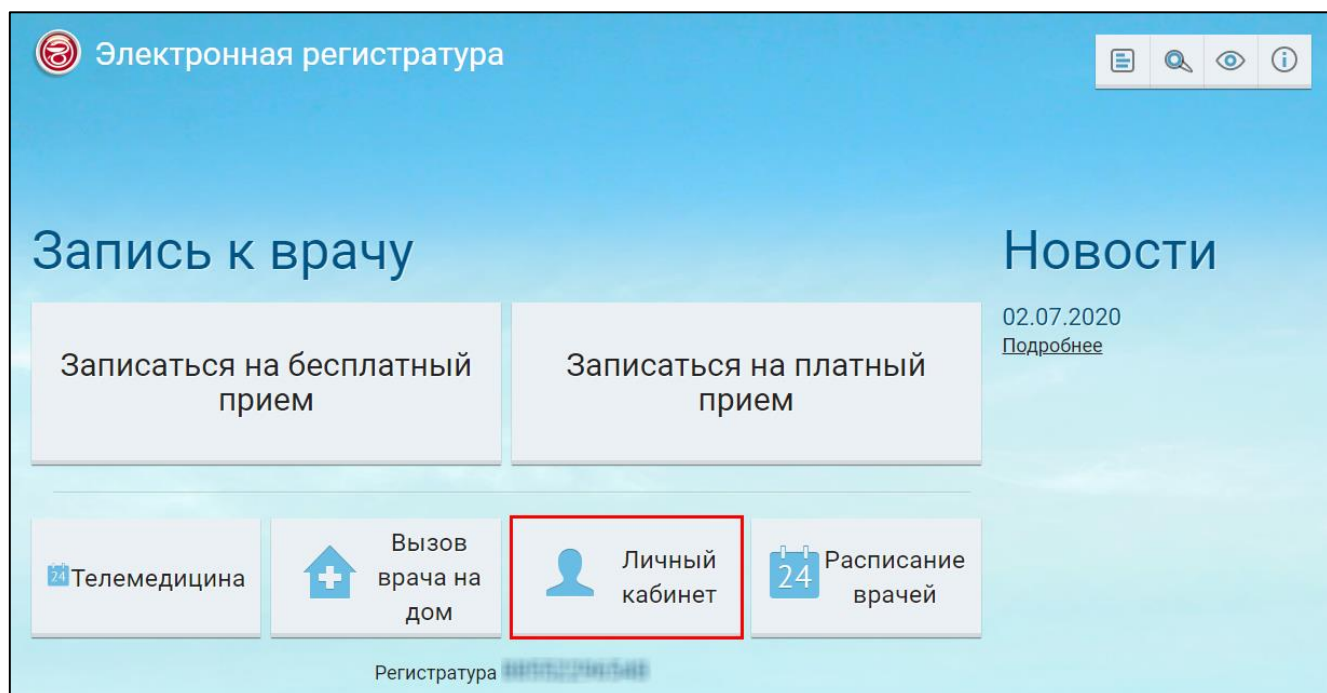 Электронная регистратура
Запись к врачу
Записаться на бесплатный
прием
Записаться на платный
прием
Новости
02.07.2020
Подробнее
24
Телемедицина
Вызов
врача на
дом
Личный
кабинет
24
Расписание
врачей
Регистратура